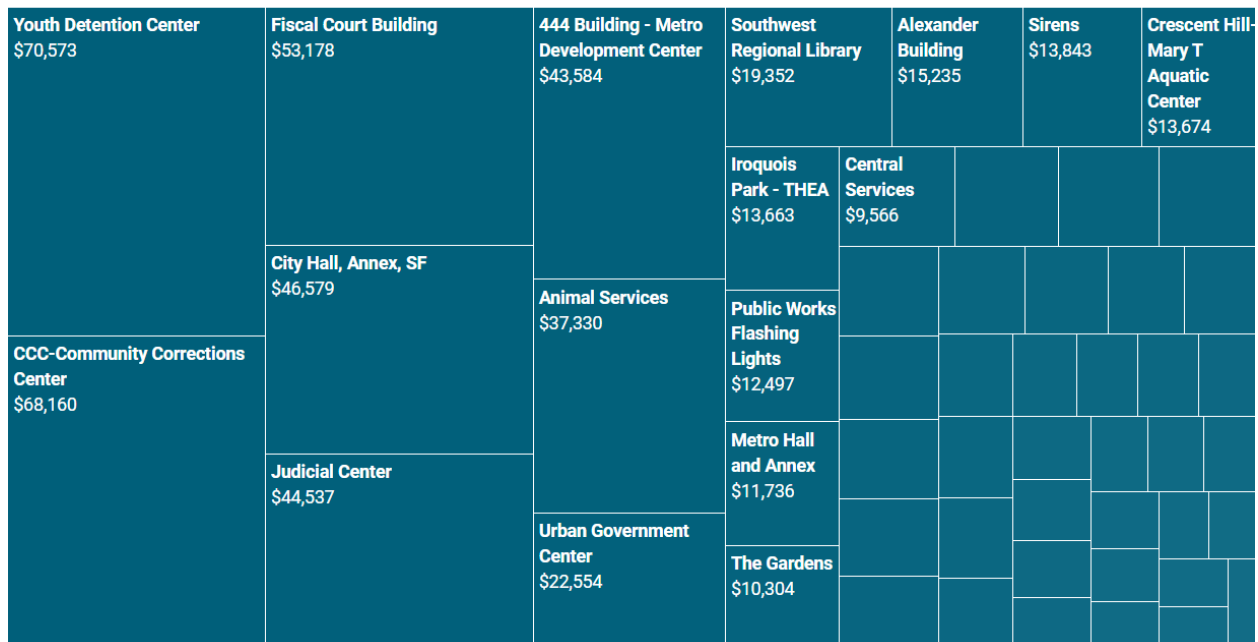 Youth Detention Center
$70,573
CCC-Community Corrections
Center
$68,160
Fiscal Court Building
$53,178
City Hall, Annex, SF
$46,579
Judicial Center
$44,537
444 Building - Metro
Development Center
$43,584
Animal Services
$37,330
Urban Government
Center
$22,554
Southwest
Regional Library
$19,352
Alexander
Building
$15,235
Sirens
$13,843
Crescent Hill-
Mary T
Aquatic
Center
$13,674
Iroquois
Park - THEA
$13,663
Public Works
Flashing
Lights
$12,497
Metro Hall
and Annex
$11,736
The Gardens
$10,304
Central
Services
$9,566